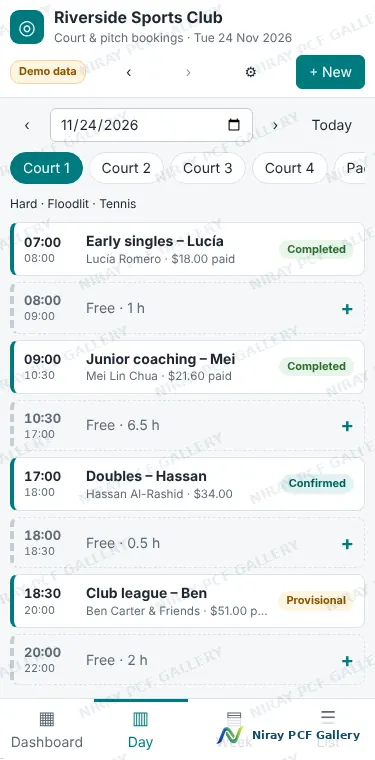 Riverside Sports Club
Court & pitch bookings · Tue 24 Nov 2026
Demo data
+ New
11/24/2026
Today
Court 1
Court 2
Court 3
Court 4
Hard · Floodlit · Tennis
07:00 Early singles – Lucía
08:00 Lucía Romero · $18.00 paid
Completed
08:00
09:00
Free · 1 h
+
09:00 Junior coaching – Mei
10:30 Mei Lin Chua · $21.60 paid
Completed
10:30
17:00
Free · 6.5 h
+
17:00 Doubles – Hassan
18:00 Hassan Al-Rashid · $34.00
Confirmed
18:00
18:30
Free · 0.5 h
+
18:30 Club league – Ben
20:00 Ben Carter & Friends · $51.00 p...
Provisional
20:00
22:00
Free · 2 h
+
Dashboard
Day
Week
List
Niray PCF Gallery
NIRAY PCF GALLERY